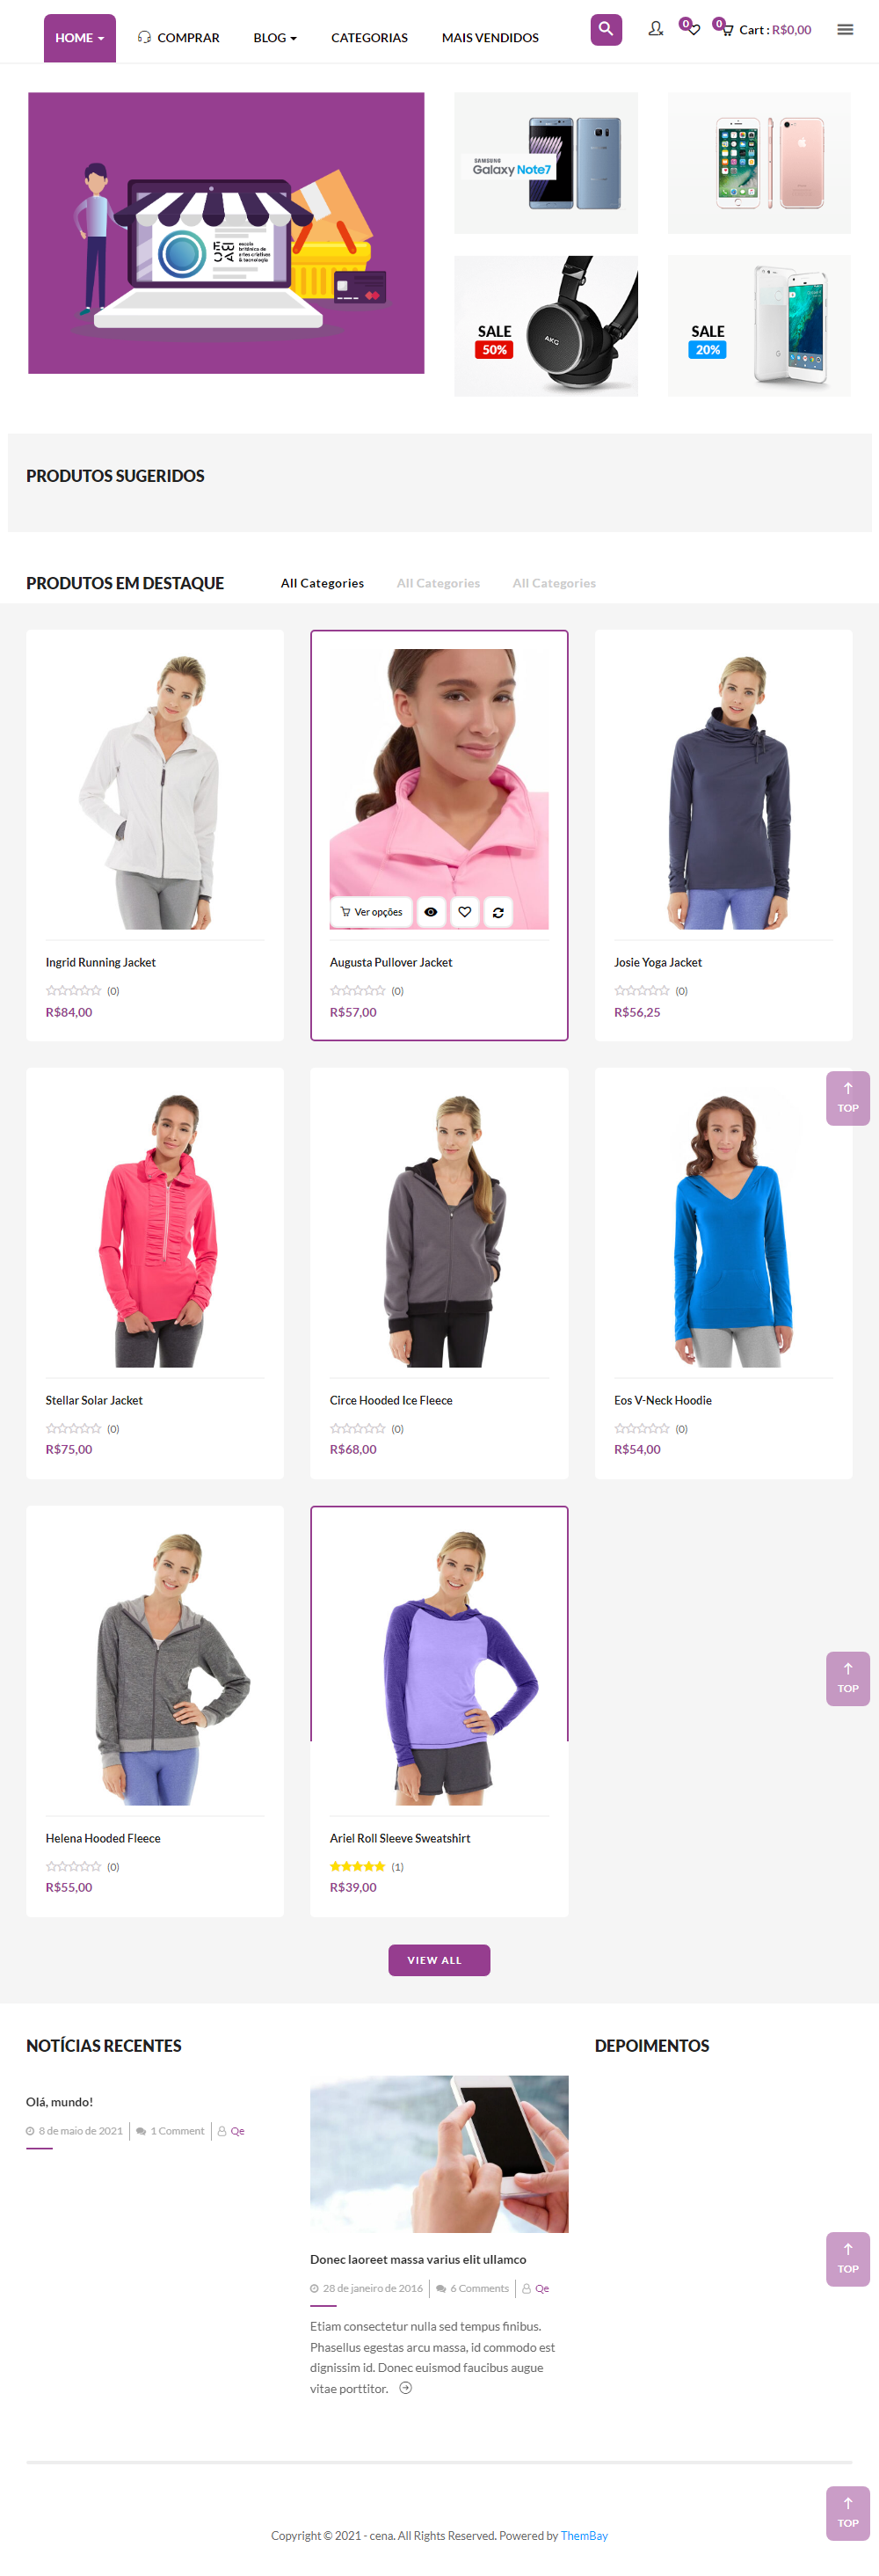 HOME
COMPRAR
BLOG
CATEGORIAS
MAIS VENDIDOS
0
0
Cart : R$0,00
EBAC
escola
britânica de
artes criativas
& tecnologia
SAMSUNG
Galaxy Note7
SALE
50%
AKG
SALE
20%
PRODUTOS SUGERIDOS
PRODUTOS EM DESTAQUE
All Categories
All Categories
All Categories
Ver opções
Ingrid Running Jacket
(0)
R$84,00
Augusta Pullover Jacket
(0)
R$57,00
Josie Yoga Jacket
(0)
R$56,25
TOP
Stellar Solar Jacket
(0)
R$75,00
Circe Hooded Ice Fleece
(0)
R$68,00
Eos V-Neck Hoodie
(0)
R$54,00
TOP
Helena Hooded Fleece
(0)
R$55,00
Ariel Roll Sleeve Sweatshirt
(1)
R$39,00
VIEW ALL
NOTÍCIAS RECENTES
Olá, mundo!
8 de maio de 2021
1 Comment
Qe
Donec laoreet massa varius elit ullamco
28 de janeiro de 2016
6 Comments
Qe
Etiam consectetur nulla sed tempus finibus.
Phasellus egestas arcu massa, id commodo est
dignissim id. Donec euismod faucibus augue
vitae porttitor.
DEPOIMENTOS
TOP
TOP
Copyright © 2021 - cena. All Rights Reserved. Powered by ThemBay